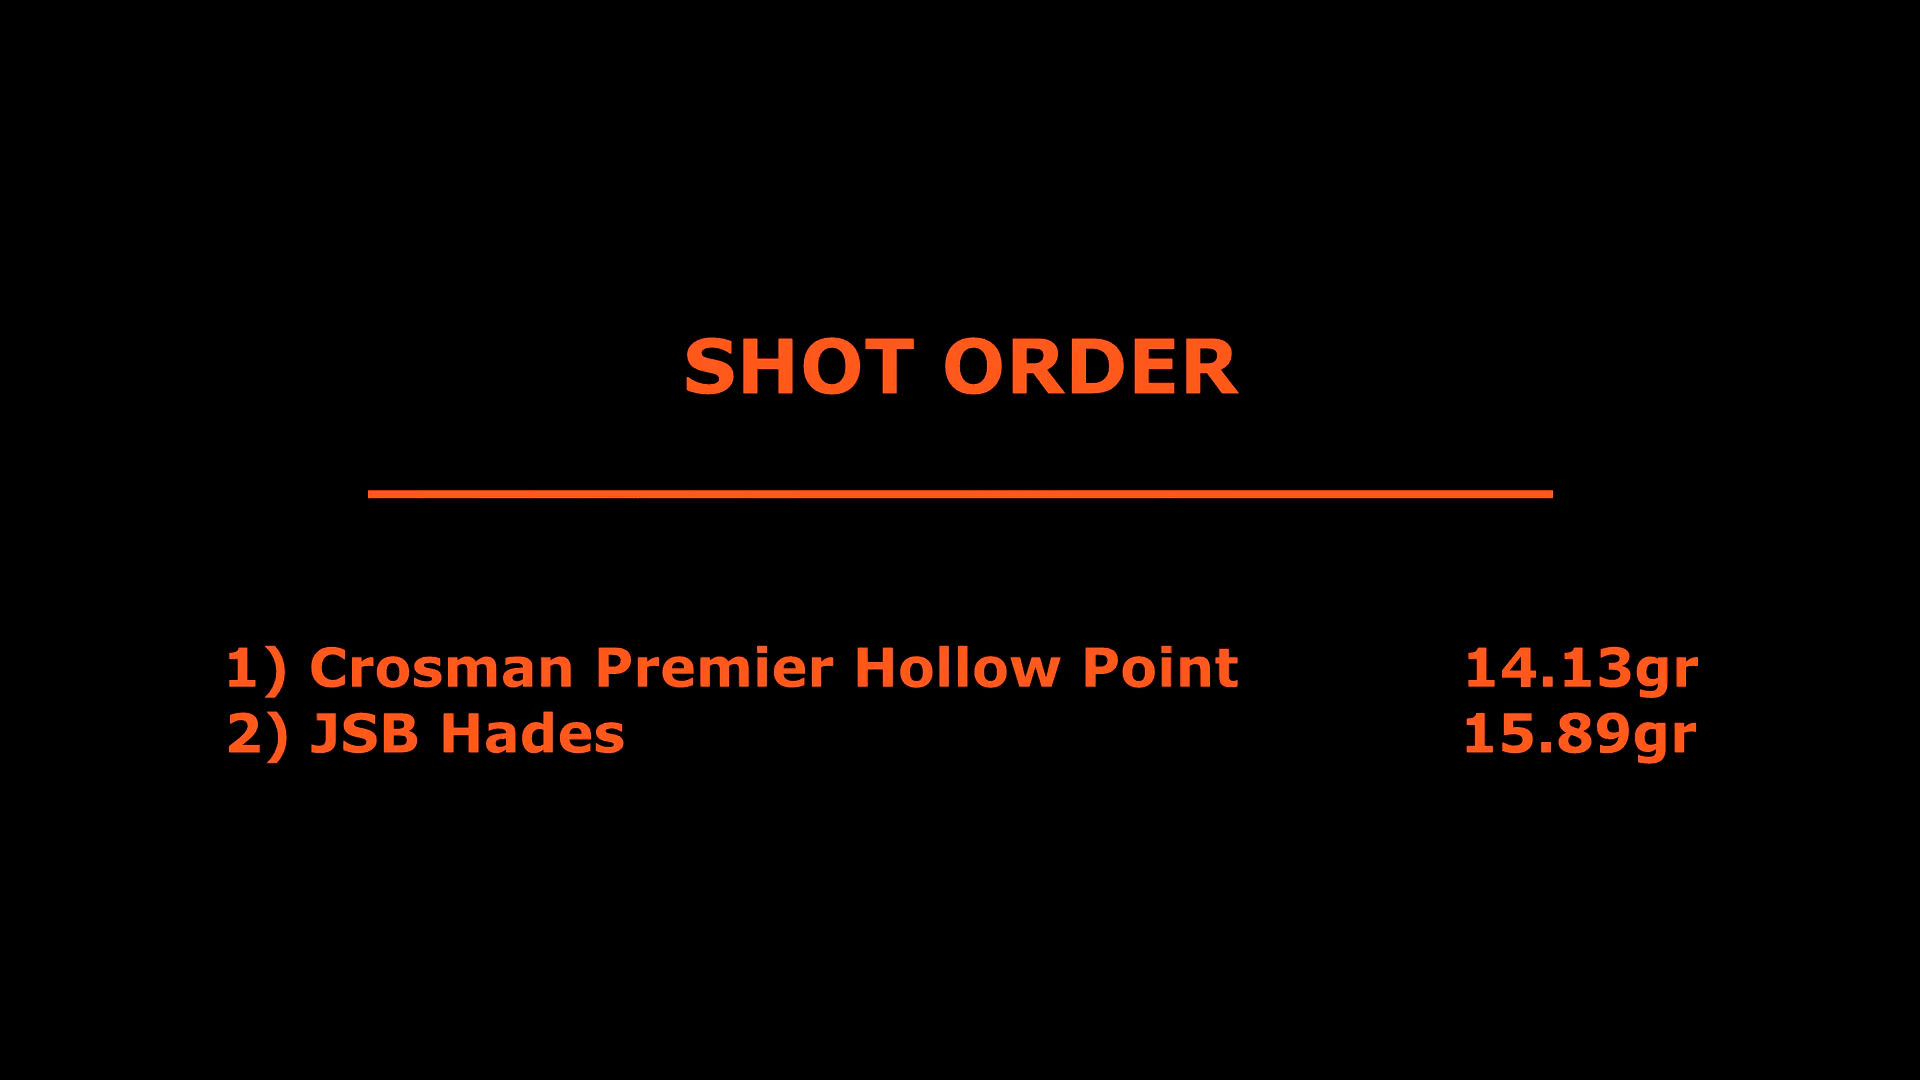 SHOT ORDER
1) Crosman Premier Hollow Point 14.13gr
2) JSB Hades 15.89gr